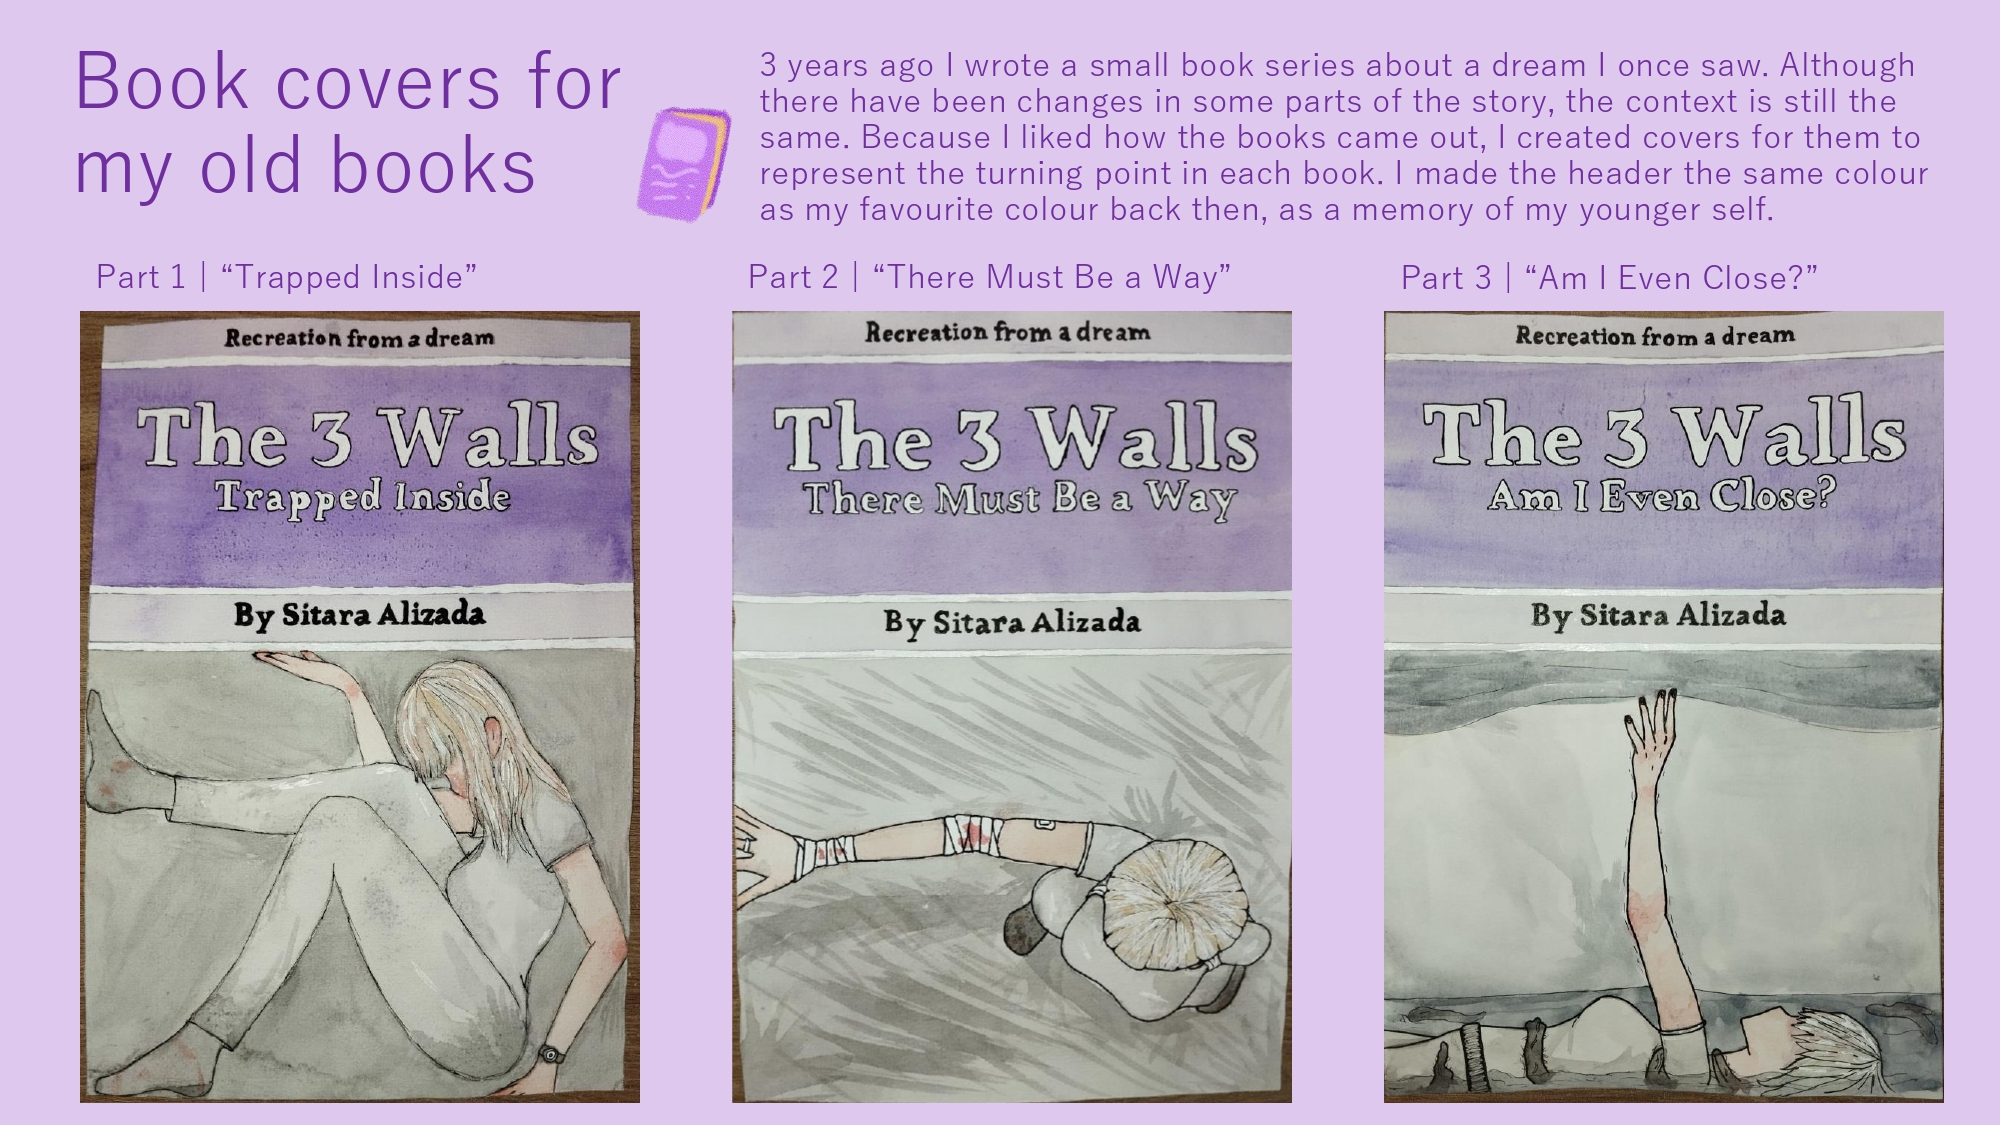 Book covers for
my old books
3 years ago I wrote a small book series about a dream I once saw. Although
there have been changes in some parts of the story, the context is still the
same. Because I liked how the books came out, I created covers for them to
represent the turning point in each book. I made the header the same colour
as my favourite colour back then, as a memory of my younger self.
Part 1 | “Trapped Inside”
Recreation from a dream
The 3 Walls
Trapped Inside
By Sitara Alizada
Part 2 | “There Must Be a Way”
Recreation from a dream
The 3 Walls
There Must Be a Way
By Sitara Alizada
Part 3 | “Am I Even Close?”
Recreation from a dream
The 3 Walls
Am I Even Close?
By Sitara Alizada